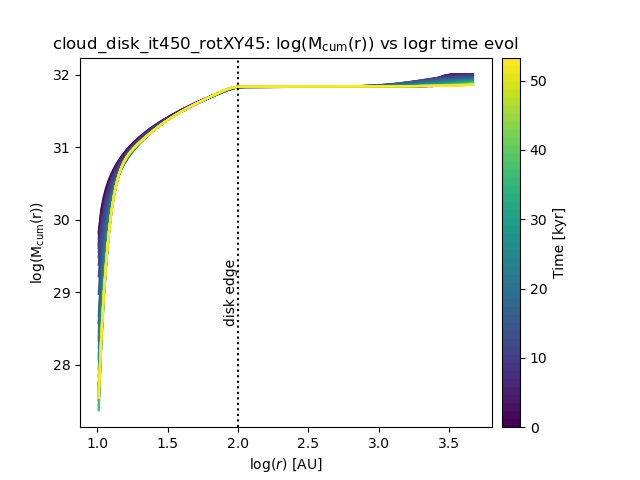 cloud_disk_it450_rotXY45: log(M_cum(r)) vs logr time evol
32
31
30
29
28
log(M_cum(r))
disk edge
1.0 1.5 2.0 2.5 3.0 3.5
log(r) [AU]
50
40
30
20
10
0
Time [kyr]